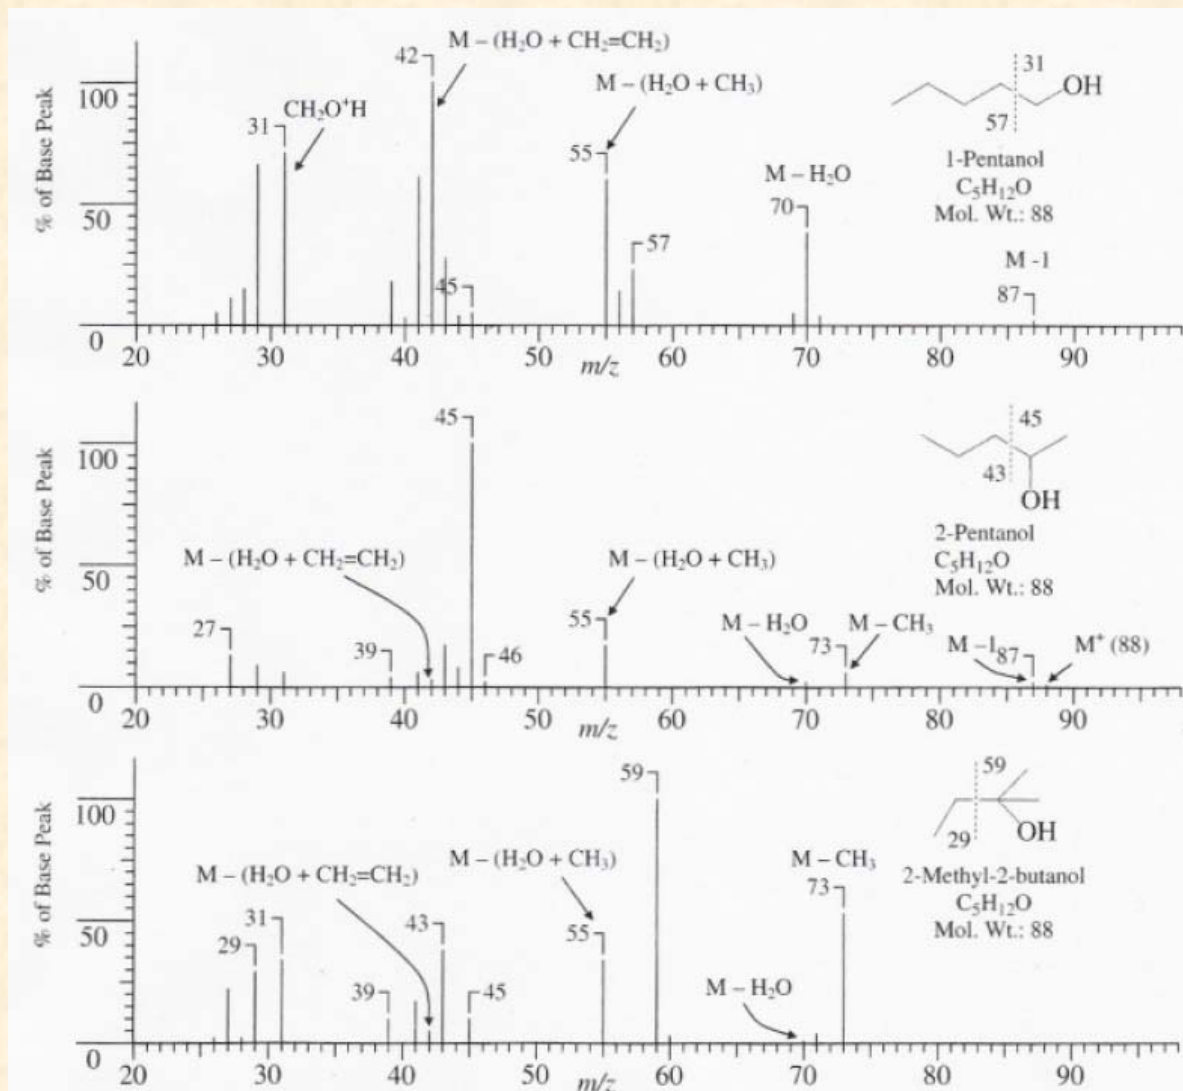 % of Base Peak
100
50
0
CH₂O⁺H
31
42
M – (H₂O + CH₂=CH₂)
45
M – (H₂O + CH₃)
55
57
M – H₂O
70
M -1
87
31
OH
57
1-Pentanol
C₅H₁₂O
Mol. Wt.: 88
20 30 40 50 60 70 80 90
m/z
% of Base Peak
100
50
0
M – (H₂O + CH₂=CH₂)
27
39
45
46
M – (H₂O + CH₃)
55
M – H₂O
M – CH₃
73
M -1
87
M⁺ (88)
45
43
OH
2-Pentanol
C₅H₁₂O
Mol. Wt.: 88
20 30 40 50 60 70 80 90
m/z
% of Base Peak
100
50
0
M – (H₂O + CH₂=CH₂)
29
31
39
43
45
M – (H₂O + CH₃)
55
59
M – H₂O
M – CH₃
73
59
29
OH
2-Methyl-2-butanol
C₅H₁₂O
Mol. Wt.: 88
20 30 40 50 60 70 80 90
m/z